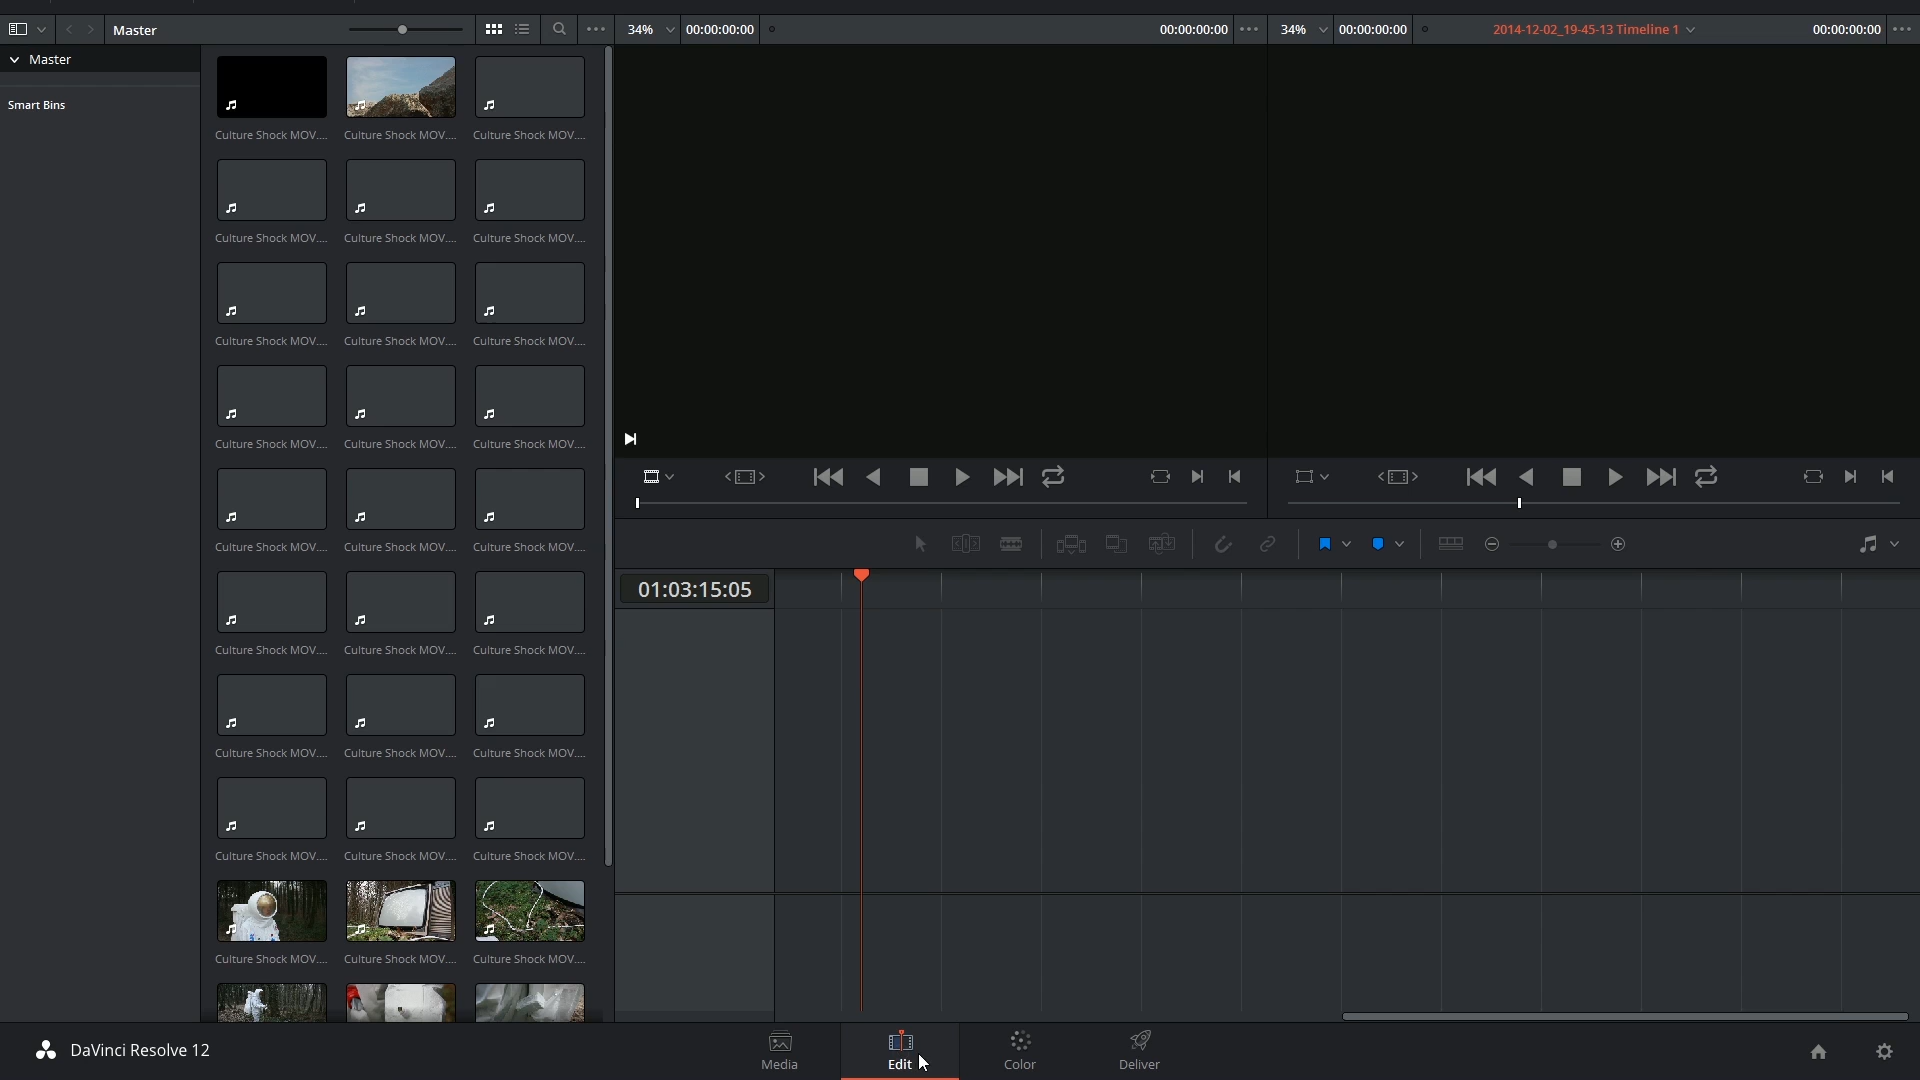 Master
34%
00:00:00:00
00:00:00:00
34%
00:00:00:00
2014-12-02_19-45-13 Timeline 1
00:00:00:00
Master
Smart Bins
Culture Shock MOV.... Culture Shock MOV.... Culture Shock MOV....
Culture Shock MOV.... Culture Shock MOV.... Culture Shock MOV....
Culture Shock MOV.... Culture Shock MOV.... Culture Shock MOV....
Culture Shock MOV.... Culture Shock MOV.... Culture Shock MOV....
Culture Shock MOV.... Culture Shock MOV.... Culture Shock MOV....
Culture Shock MOV.... Culture Shock MOV.... Culture Shock MOV....
Culture Shock MOV.... Culture Shock MOV.... Culture Shock MOV....
Culture Shock MOV.... Culture Shock MOV.... Culture Shock MOV....
Culture Shock MOV.... Culture Shock MOV.... Culture Shock MOV....
01:03:15:05
DaVinci Resolve 12
Media
Edit
Color
Deliver